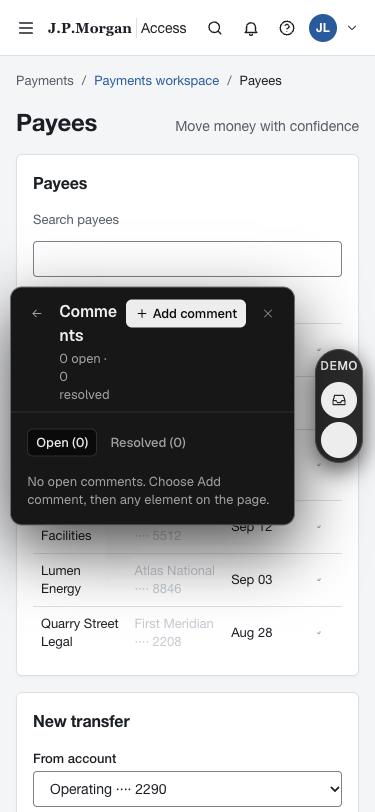 J.P.Morgan Access JL
Payments / Payments workspace / Payees
Payees
Move money with confidence
Payees
Search payees
Comme
nts
0 open ·
0
resolved
+ Add comment
DEMO
Open (0) Resolved (0)
No open comments. Choose Add
comment, then any element on the page.
Facilities ···· 5512 Sep 12
Lumen
Energy
Atlas National
···· 8846
Sep 03
Quarry Street
Legal
First Meridian
···· 2208
Aug 28
New transfer
From account
Operating ···· 2290